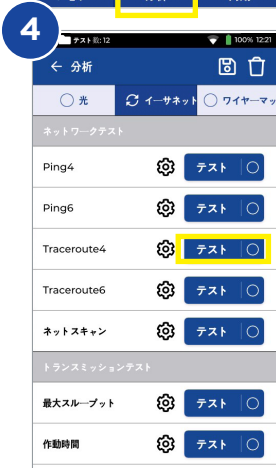 4
テスト 数: 12
100% 12:21
← 分析
光
イーサネット
ワイヤーマッ
ネットワークテスト
Ping4
テスト
Ping6
テスト
Traceroute4
テスト
Traceroute6
テスト
ネットスキャン
テスト
トランスミッションテスト
最大スループット
テスト
作動時間
テスト